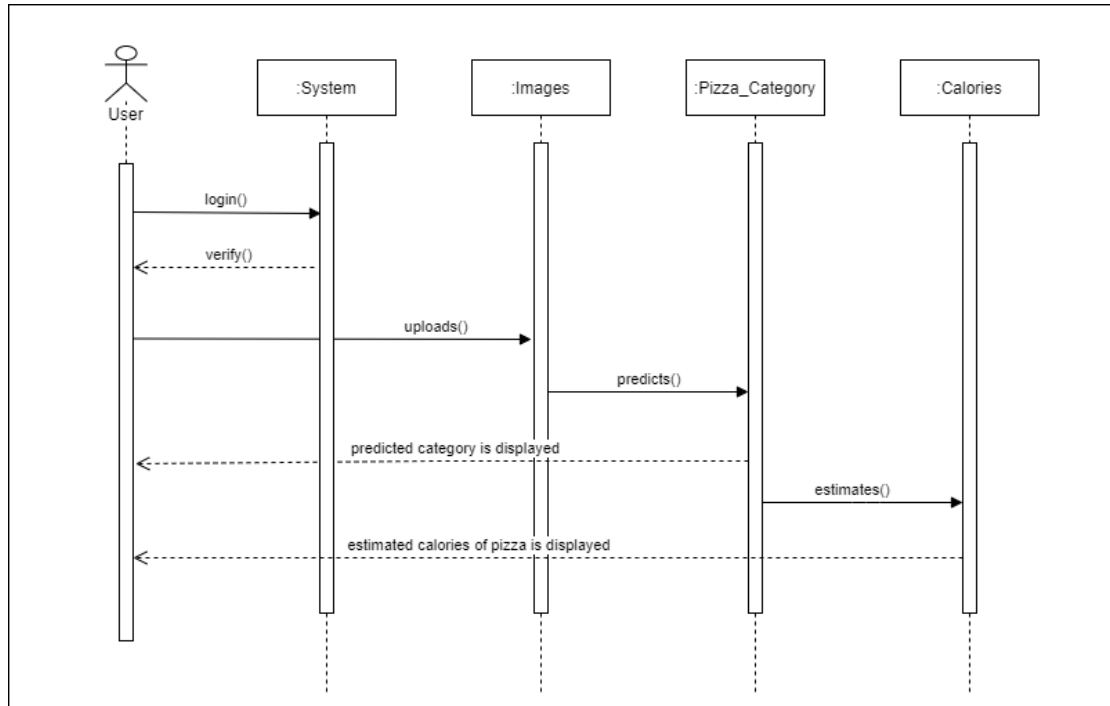 :System
:Images
:Pizza_Category
:Calories
User
login()
verify()
uploads()
predicts()
predicted category is displayed
estimates()
estimated calories of pizza is displayed